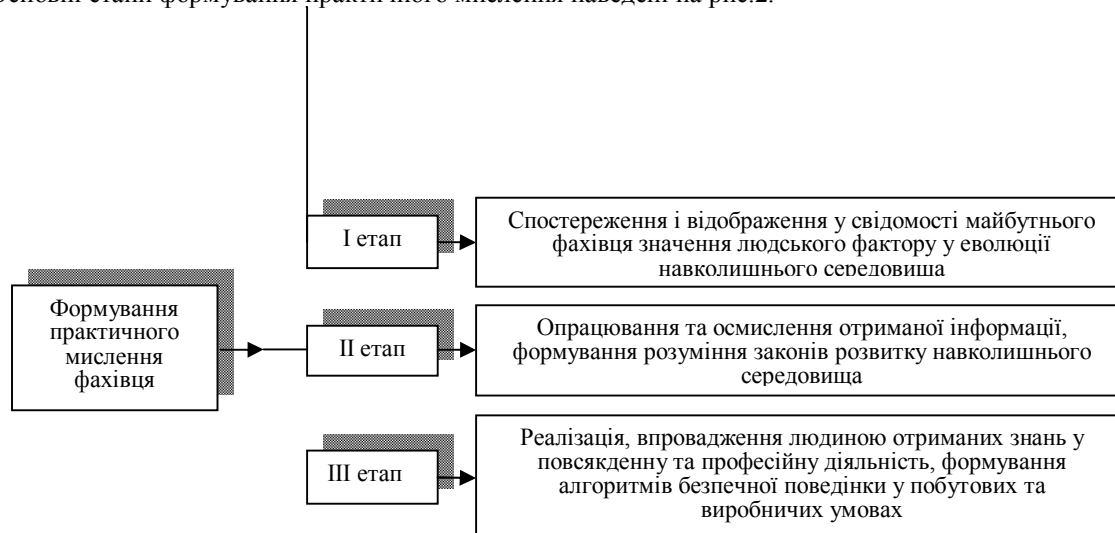 Основні етапи формування практичного мислення наведені на рис.2.
І етап
Спостереження і відображення у свідомості майбутнього
фахівця значення людського фактору у еволюції
навколишнього середовища
Формування
практичного
мислення
фахівця
ІІ етап
Опрацювання та осмислення отриманої інформації,
формування розуміння законів розвитку навколишнього
середовища
ІІІ етап
Реалізація, впровадження людиною отриманих знань у
повсякденну та професійну діяльність, формування
алгоритмів безпечної поведінки у побутових та
виробничих умовах